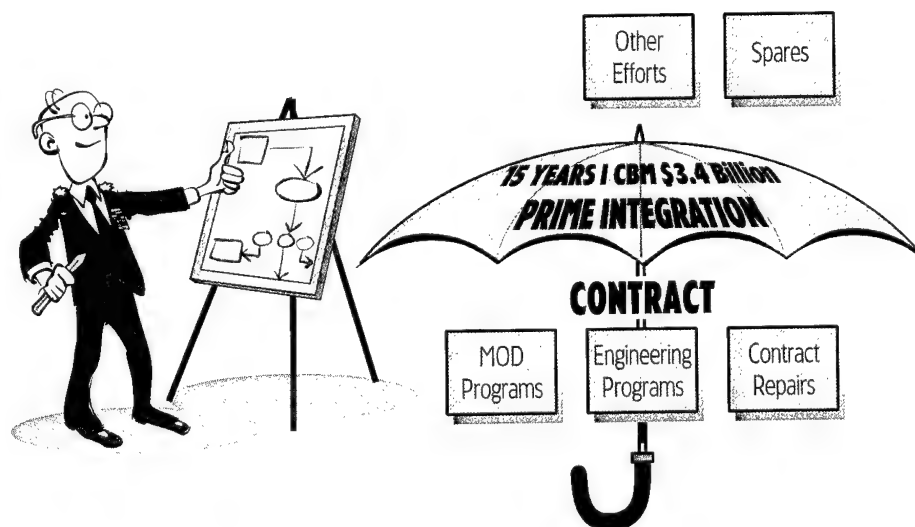 Other
Efforts
Spares
15 YEARS I CBM $3.4 Billion
PRIME INTEGRATION
CONTRACT
MOD
Programs
Engineering
Programs
Contract
Repairs